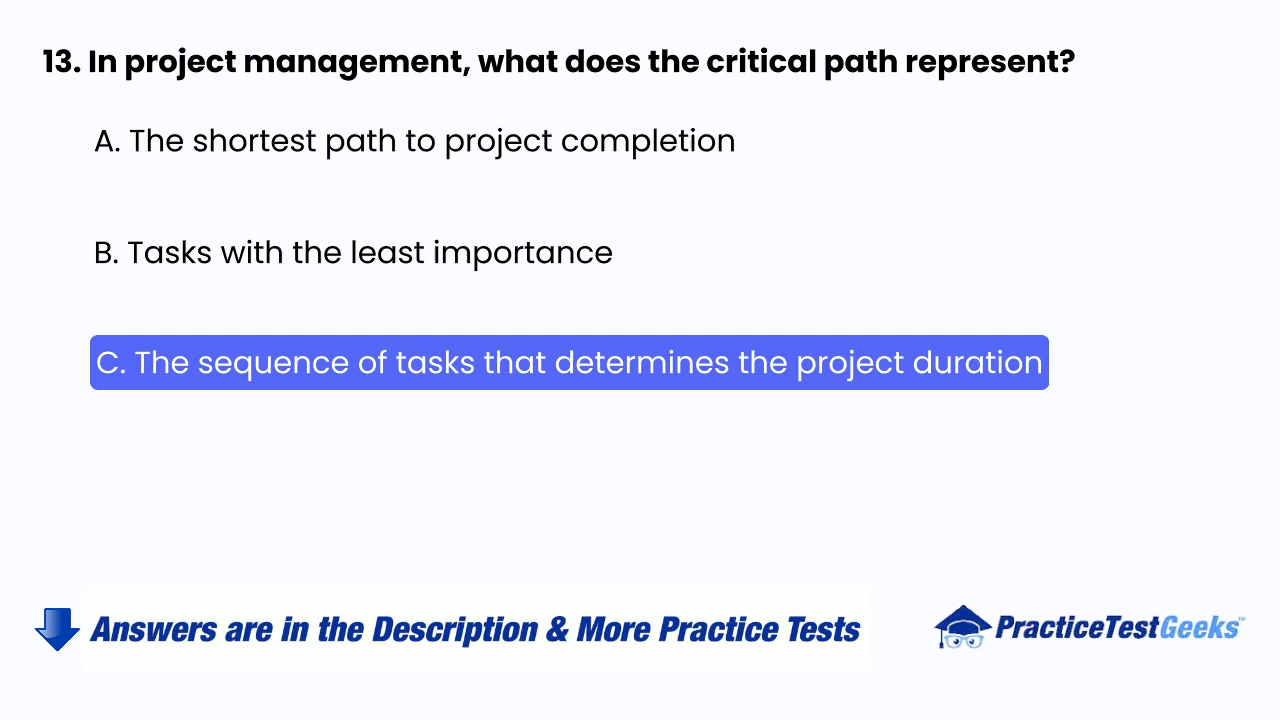 13. In project management, what does the critical path represent?
A. The shortest path to project completion
B. Tasks with the least importance
C. The sequence of tasks that determines the project duration
Answers are in the Description & More Practice Tests
PracticeTestGeeks™